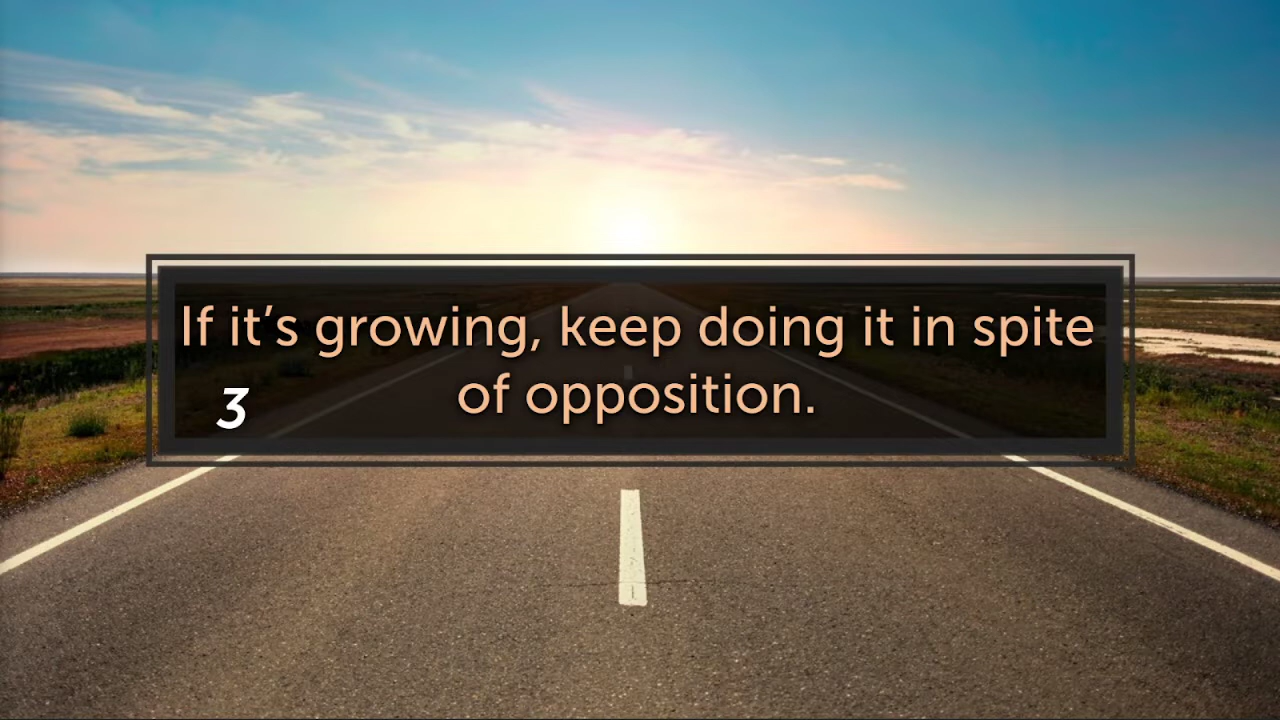 If it’s growing, keep doing it in spite
of opposition.
3